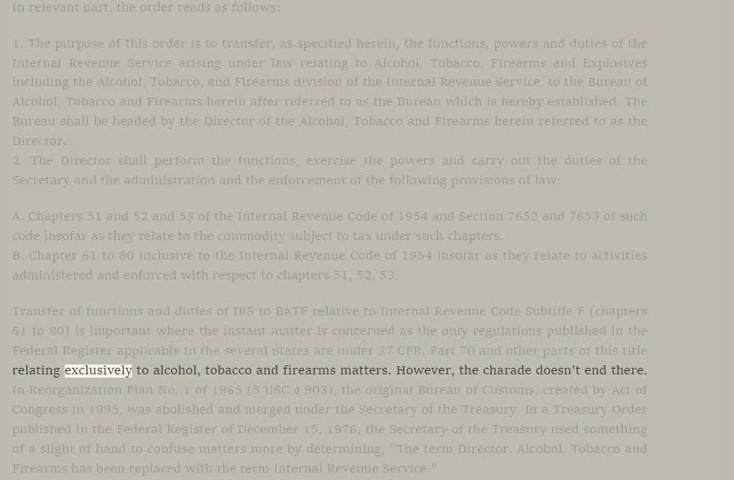 In relevant part, the order reads as follows:
1. The purpose of this order is to transfer, as specified herein, the functions, powers and duties of the
Internal Revenue Service arising under law relating to Alcohol, Tobacco, Firearms and Explosives
including the Alcohol, Tobacco, and Firearms division of the Internal Revenue Service, to the Bureau of
Alcohol, Tobacco and Firearms herein after referred to as the Bureau which is hereby established. The
Bureau shall be headed by the Director of the Alcohol, Tobacco and Firearms herein referred to as the
Director.
2. The Director shall perform the functions, exercise the powers and carry out the duties of the
Secretary and the administration and the enforcement of the following provisions of law:
A. Chapters 51 and 52 and 53 of the Internal Revenue Code of 1954 and Section 7652 and 7653 of such
code insofar as they relate to the commodity subject to tax under such chapters.
B. Chapter 61 to 80 inclusive to the Internal Revenue Code of 1954 insofar as they relate to activities
administered and enforced with respect to chapters 51, 52, 53.
Transfer of functions and duties of IRS to BATF relative to Internal Revenue Code Subtitle F (chapters
61 to 80) is important where the instant matter is concerned as the only regulations published in the
Federal Register applicable to the several States are under 27 CFR, Part 70 and other parts of this title
relating exclusively to alcohol, tobacco and firearms matters. However, the charade doesn't end there.
In Reorganization Plan No. 1 of 1965 (5 USC ¢ 903), the original Bureau of Customs, created by Act of
Congress in 1895, was abolished and merged under the Secretary of the Treasury. In a Treasury Order
published in the Federal Register of December 15, 1976, the Secretary of the Treasury used something
of a slight of hand to confuse matters more by determining, "The term Director, Alcohol, Tobacco and
Firearms has been replaced with the term Internal Revenue Service."